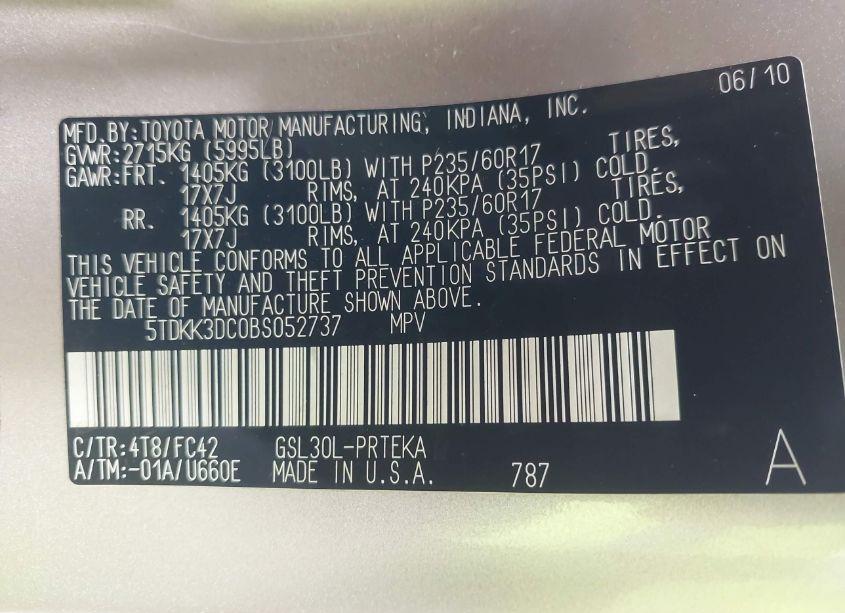 06/10
MFD.BY:TOYOTA MOTOR MANUFACTURING, INDIANA, INC.
GVWR:2715KG (5995LB)
GAWR:FRT. 1405KG (3100LB) WITH P235/60R17 TIRES,
17X7J RIMS, AT 240KPA (35PSI) COLD.
RR. 1405KG (3100LB) WITH P235/60R17 TIRES,
17X7J RIMS, AT 240KPA (35PSI) COLD.
THIS VEHICLE CONFORMS TO ALL APPLICABLE FEDERAL MOTOR
VEHICLE SAFETY AND THEFT PREVENTION STANDARDS IN EFFECT ON
THE DATE OF MANUFACTURE SHOWN ABOVE.
5TDKK3DC0BS052737 MPV
C/TR:4T8/FC42 GSL30L-PRTEKA
A/TM:-01A/U660E MADE IN U.S.A. 787 A